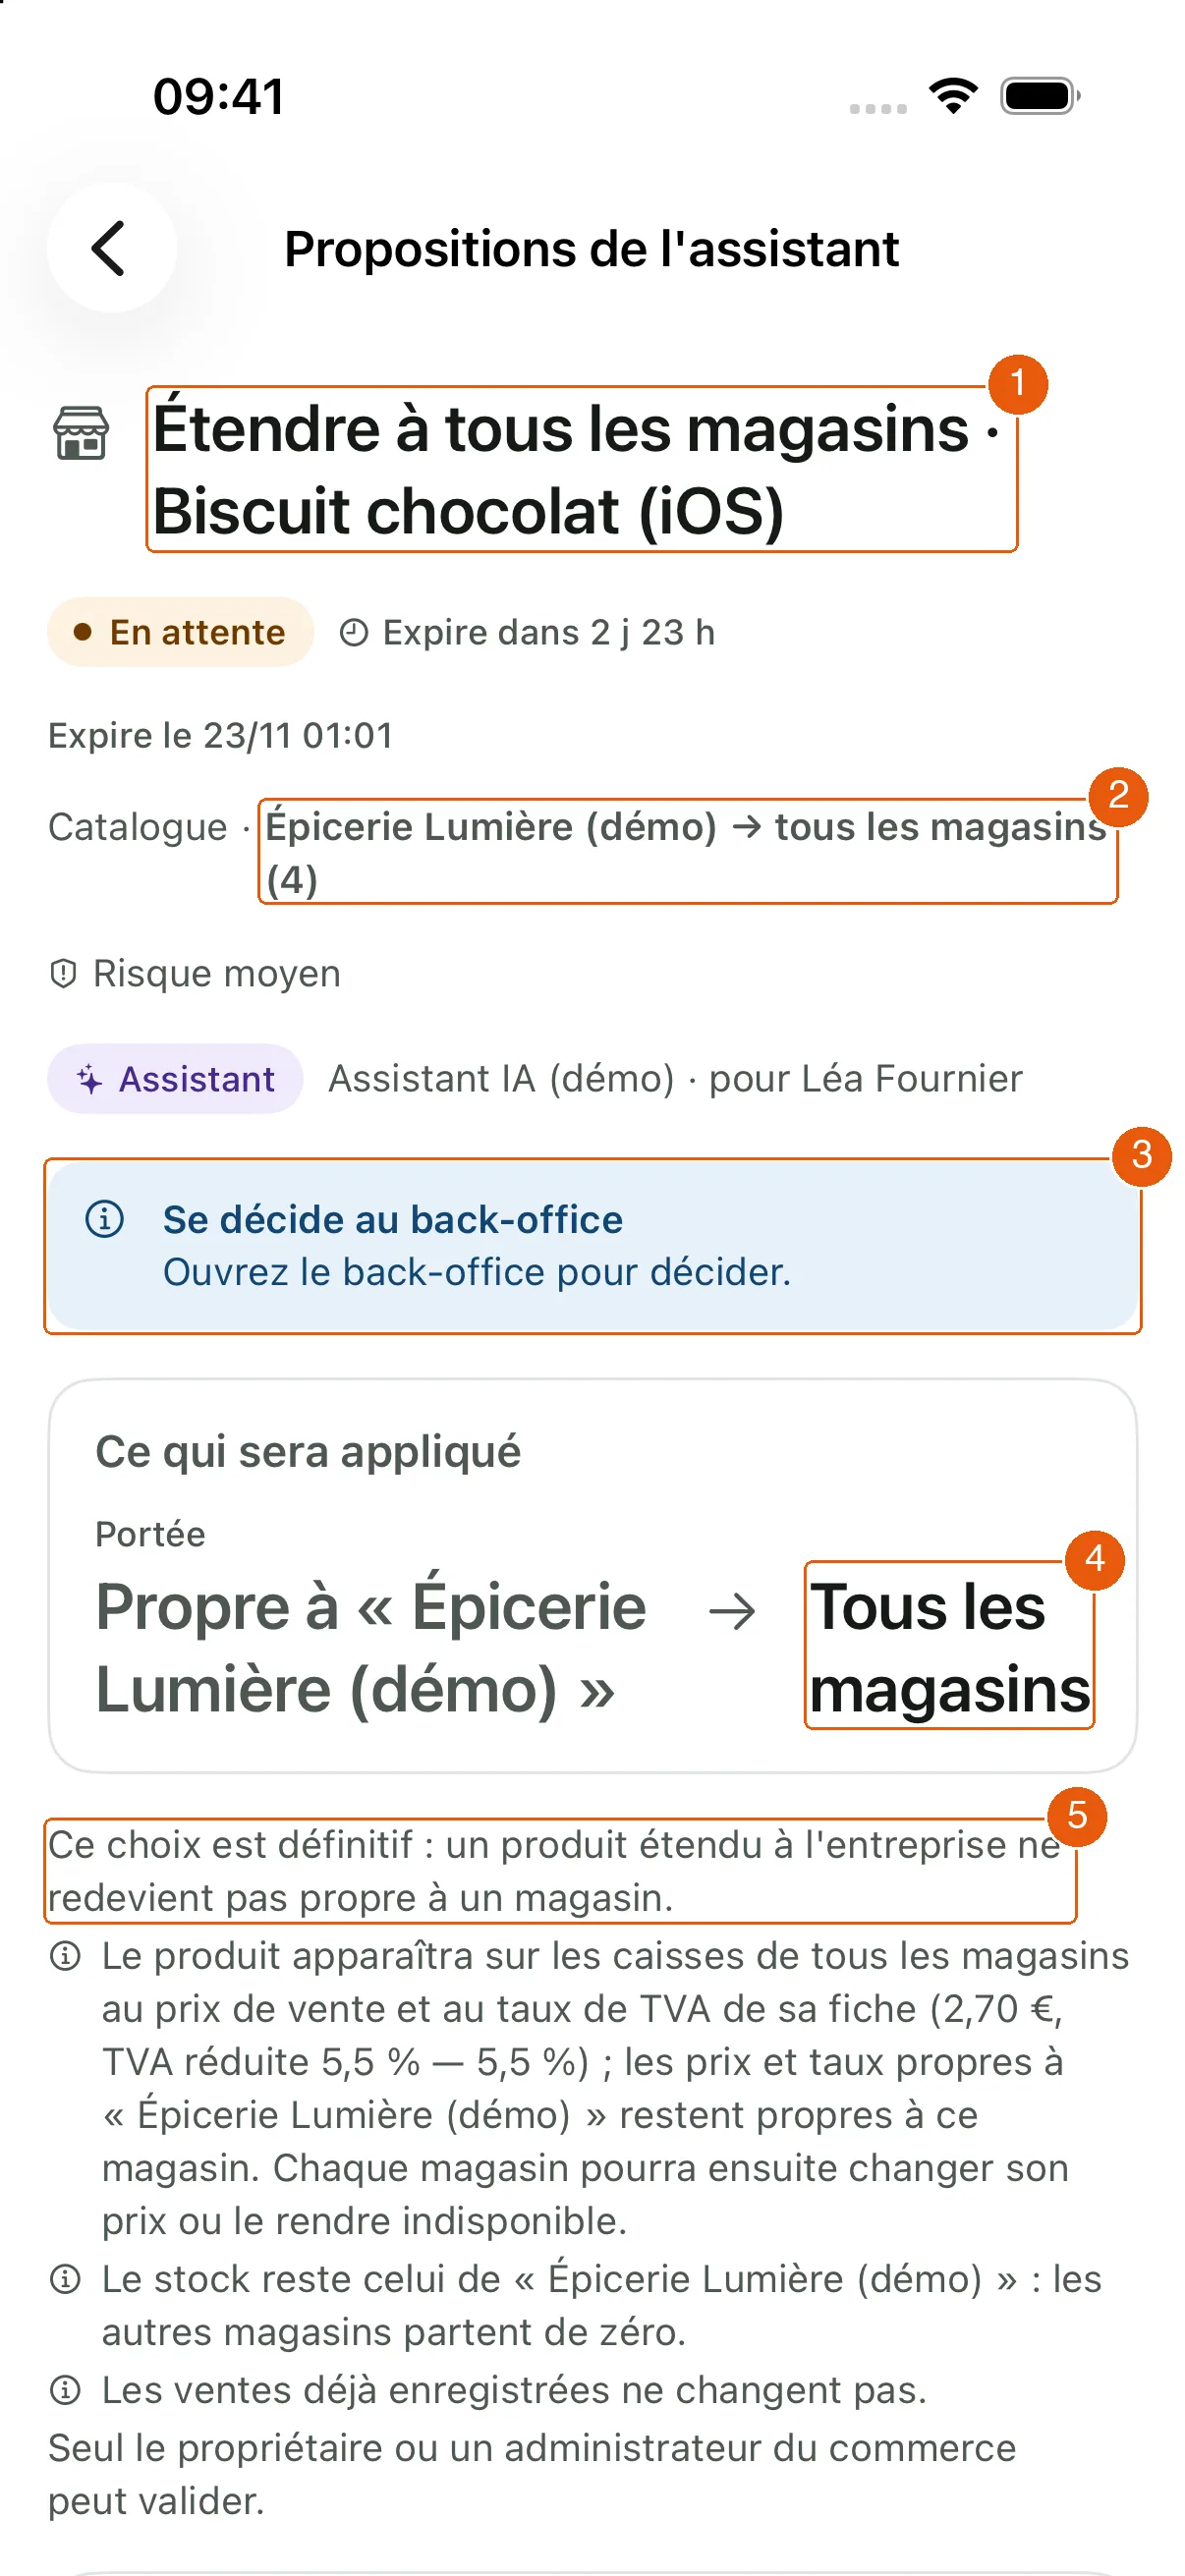 09:41
Propositions de l'assistant
1
Étendre à tous les magasins ·
Biscuit chocolat (iOS)
En attente
Expire dans 2 j 23 h
Expire le 23/11 01:01
2
Catalogue · Épicerie Lumière (démo) → tous les magasins
(4)
Risque moyen
Assistant
Assistant IA (démo) · pour Léa Fournier
3
Se décide au back-office
Ouvrez le back-office pour décider.
Ce qui sera appliqué
Portée
4
Propre à « Épicerie → Tous les
Lumière (démo) » magasins
5
Ce choix est définitif : un produit étendu à l'entreprise ne
redevient pas propre à un magasin.
Le produit apparaîtra sur les caisses de tous les magasins
au prix de vente et au taux de TVA de sa fiche (2,70 €,
TVA réduite 5,5 % — 5,5 %) ; les prix et taux propres à
« Épicerie Lumière (démo) » restent propres à ce
magasin. Chaque magasin pourra ensuite changer son
prix ou le rendre indisponible.
Le stock reste celui de « Épicerie Lumière (démo) » : les
autres magasins partent de zéro.
Les ventes déjà enregistrées ne changent pas.
Seul le propriétaire ou un administrateur du commerce
peut valider.